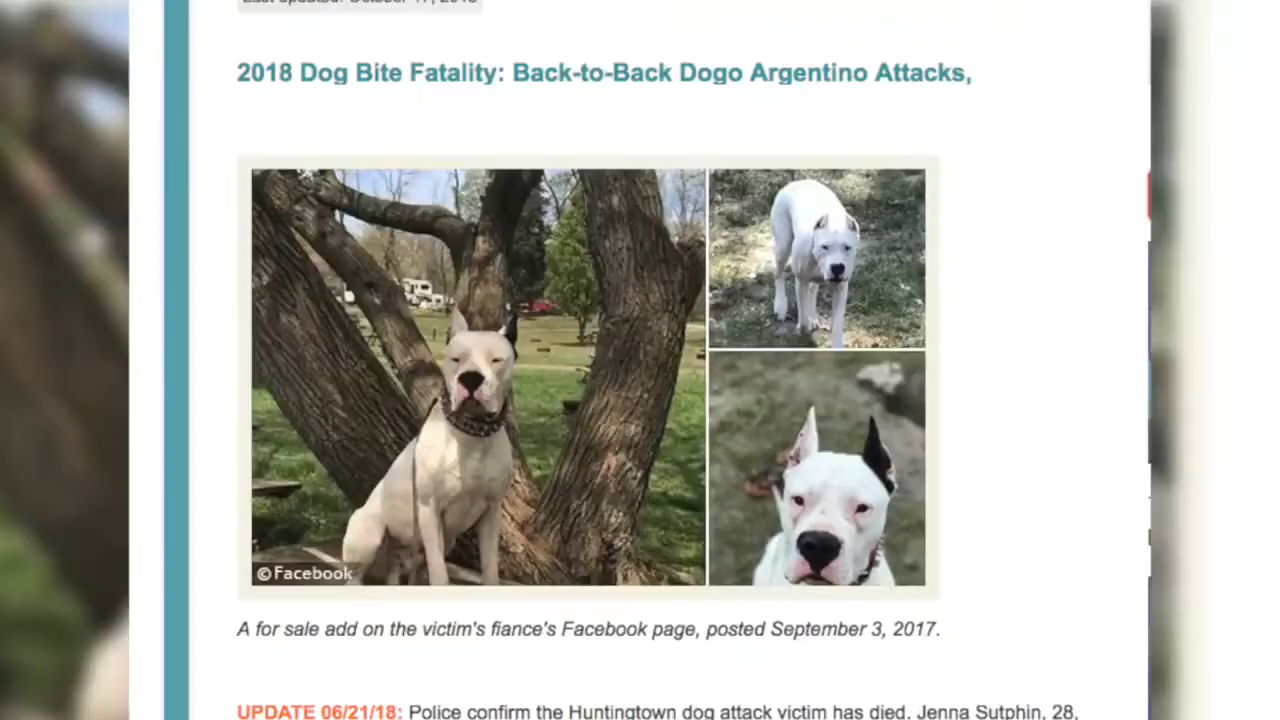 2018 Dog Bite Fatality: Back-to-Back Dogo Argentino Attacks,
©Facebook
A for sale add on the victim's fiance's Facebook page, posted September 3, 2017.
UPDATE 06/21/18: Police confirm the Huntingtown dog attack victim has died. Jenna Sutphin, 28,